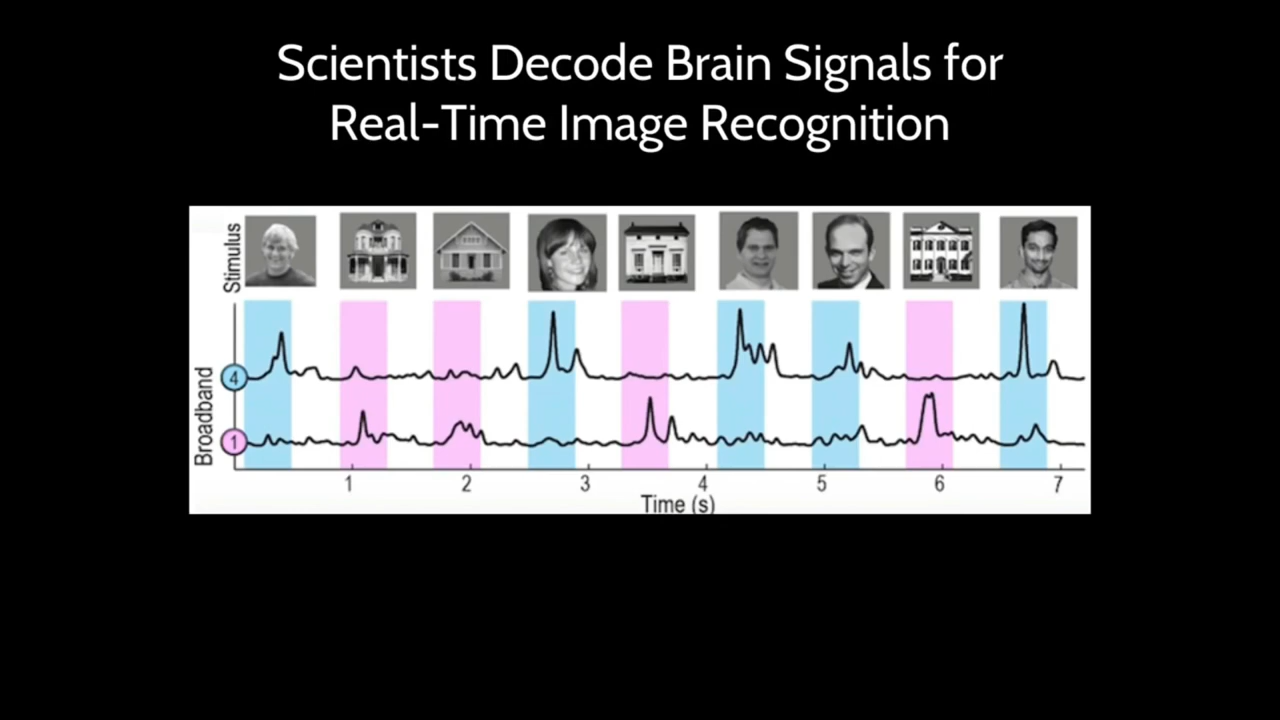 Scientists Decode Brain Signals for
Real-Time Image Recognition
Stimulus
Broadband
4
1
1 2 3 4 5 6 7
Time (s)